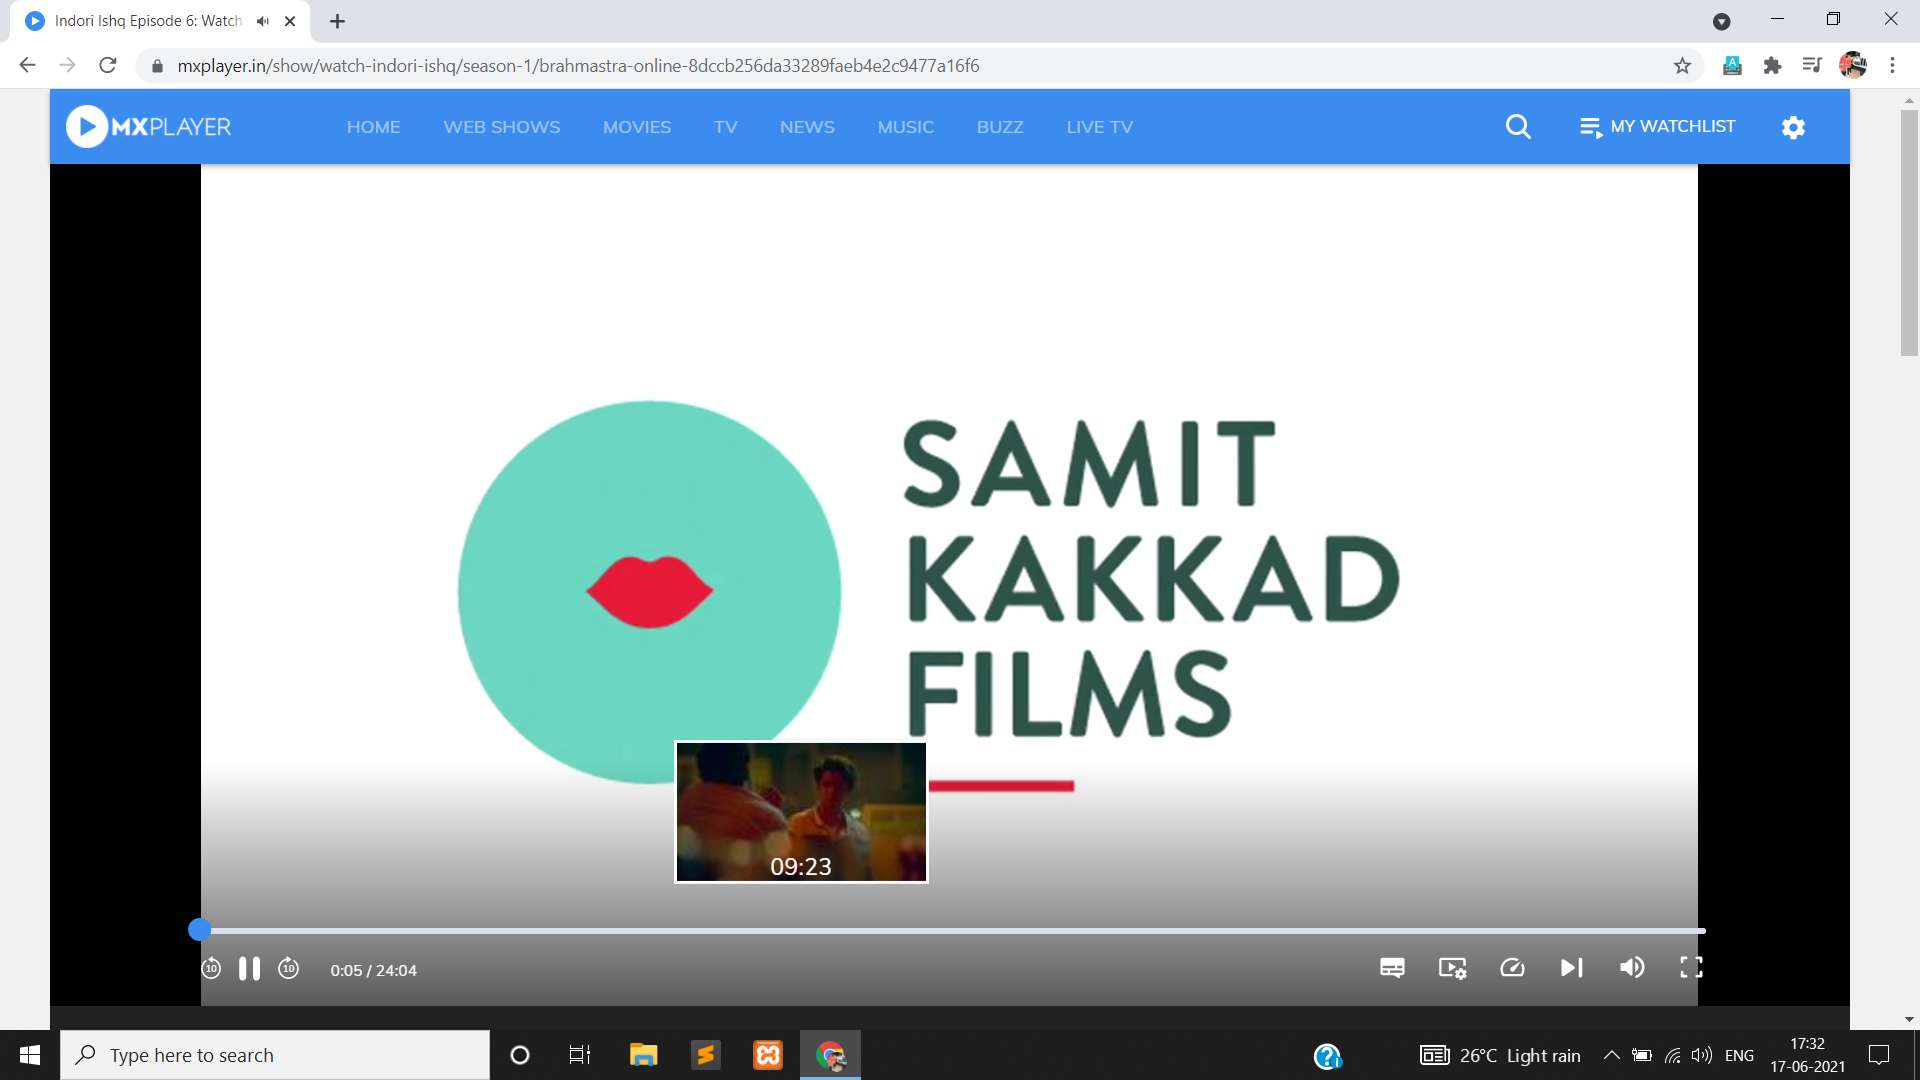 Indori Ishq Episode 6: Watch
mxplayer.in/show/watch-indori-ishq/season-1/brahmastra-online-8dccb256da33289faeb4e2c9477a16f6
MXPLAYER HOME WEB SHOWS MOVIES TV NEWS MUSIC BUZZ LIVE TV MY WATCHLIST
SAMIT
KAKKAD
FILMS
09:23
10 10 0:05 / 24:04
Type here to search 26°C Light rain ENG
17:32
17-06-2021